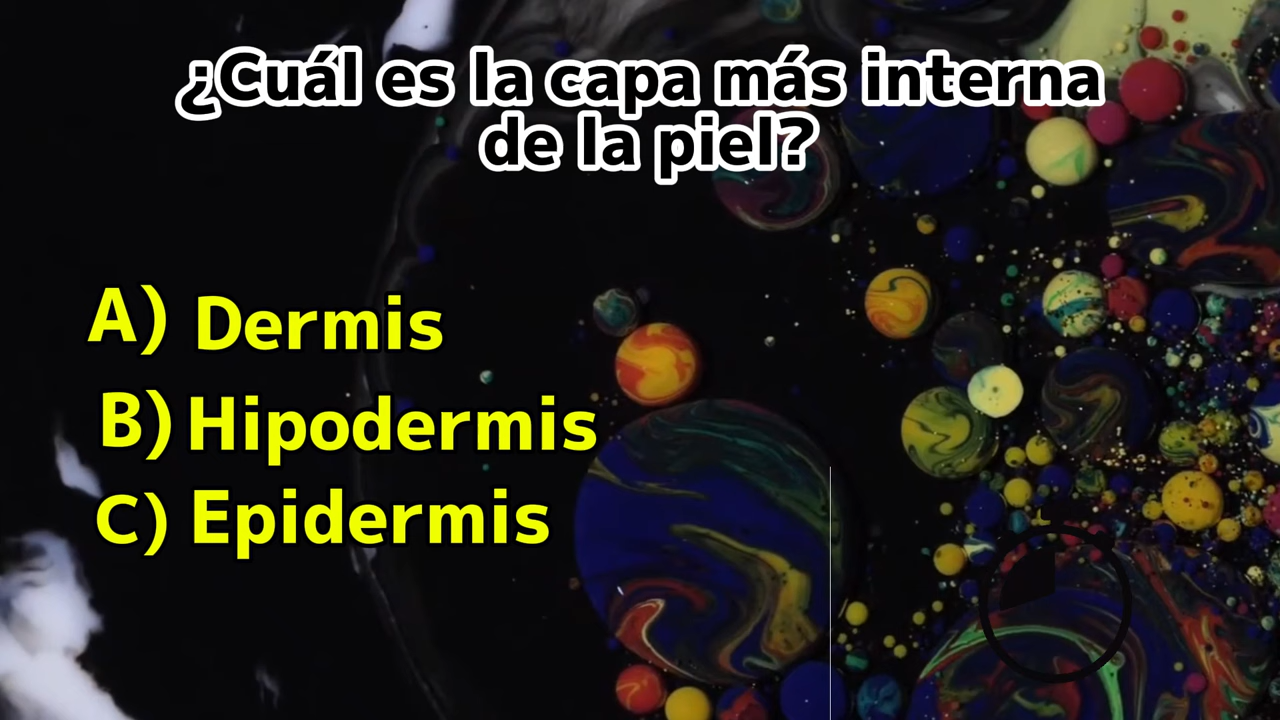 ¿Cuál es la capa más interna
de la piel?
A) Dermis
B) Hipodermis
C) Epidermis